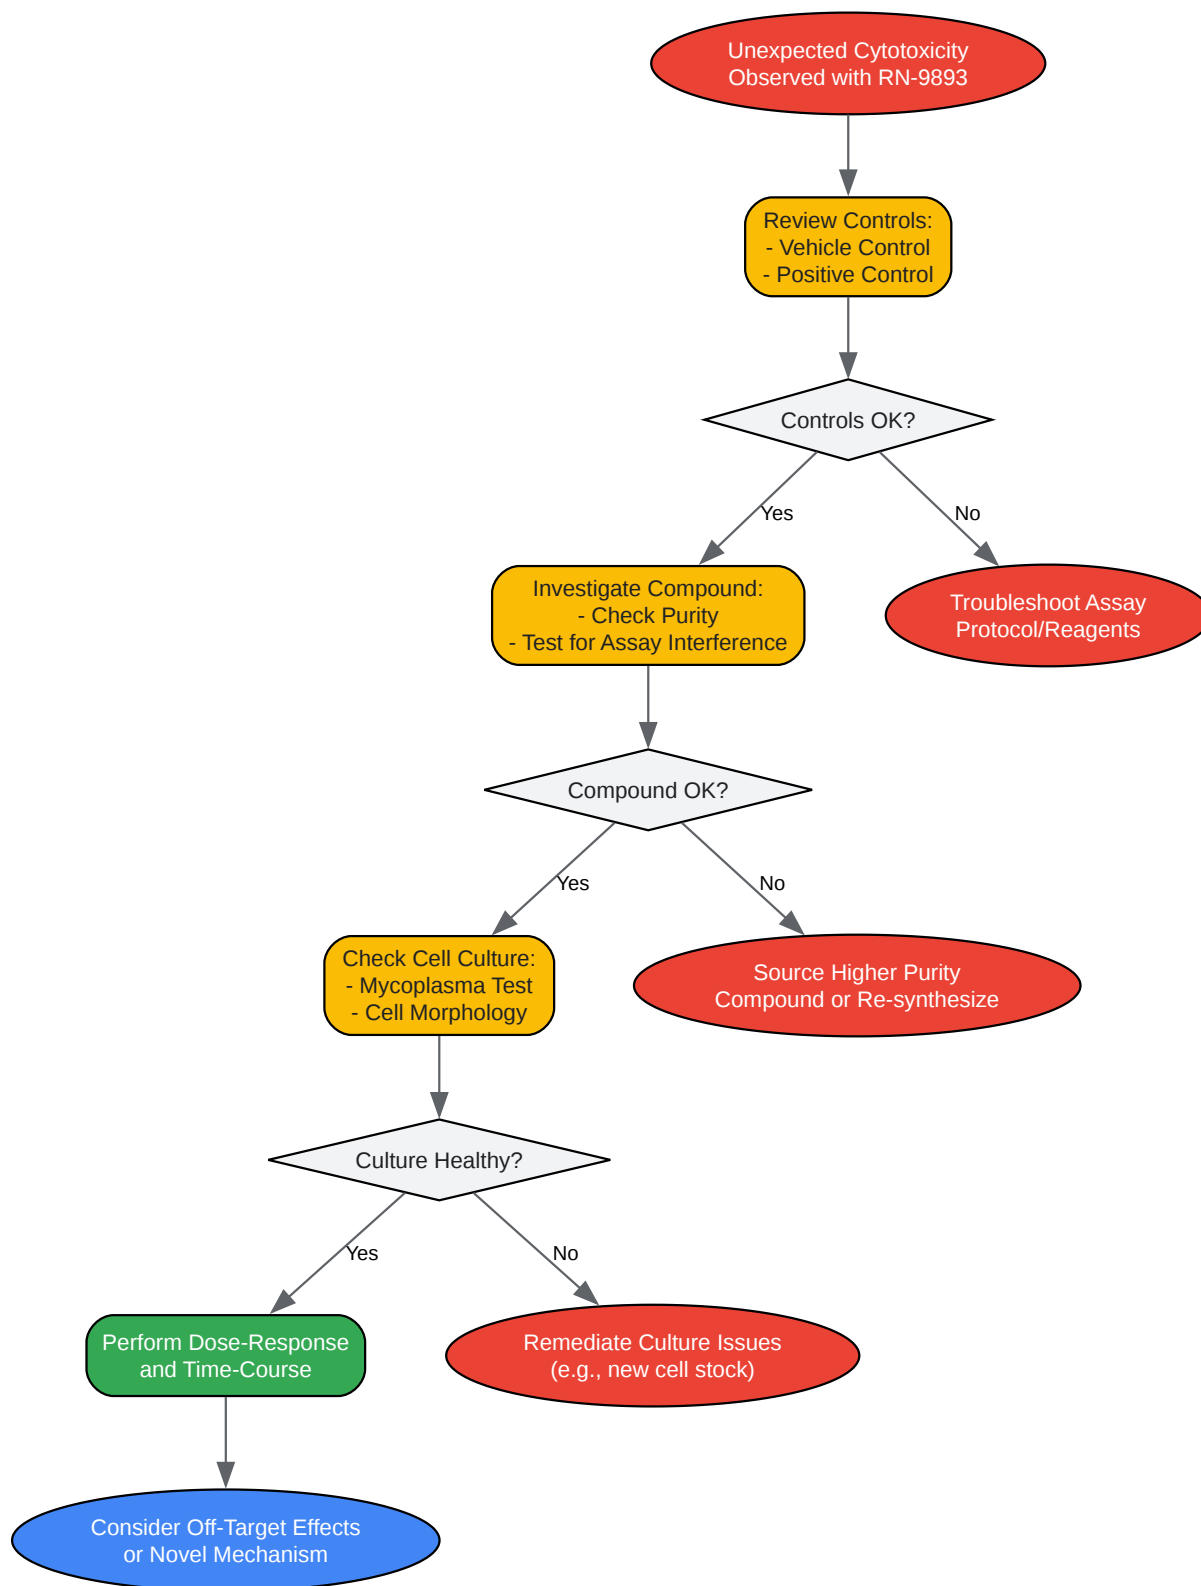 Unexpected Cytotoxicity
Observed with RN-9893
Review Controls:
- Vehicle Control
- Positive Control
Controls OK?
Yes
No
Investigate Compound:
- Check Purity
- Test for Assay Interference
Troubleshoot Assay
Protocol/Reagents
Compound OK?
Yes
No
Check Cell Culture:
- Mycoplasma Test
- Cell Morphology
Source Higher Purity
Compound or Re-synthesize
Culture Healthy?
Yes
No
Perform Dose-Response
and Time-Course
Remediate Culture Issues
(e.g., new cell stock)
Consider Off-Target Effects
or Novel Mechanism